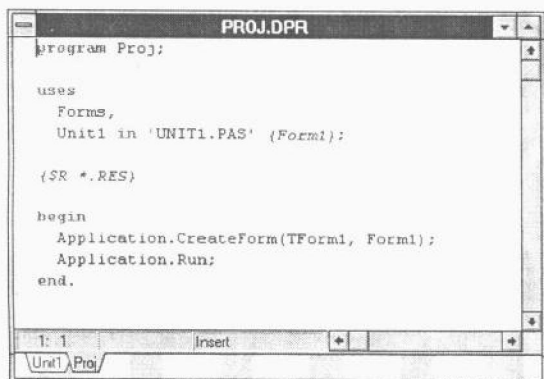 PROJ.DPR
program Proj;
uses
Forms,
Unit1 in 'UNIT1.PAS' {Form1};
{$R *.RES}
begin
Application.CreateForm(TForm1, Form1);
Application.Run;
end.
1: 1 Insert
Unit1 Proj